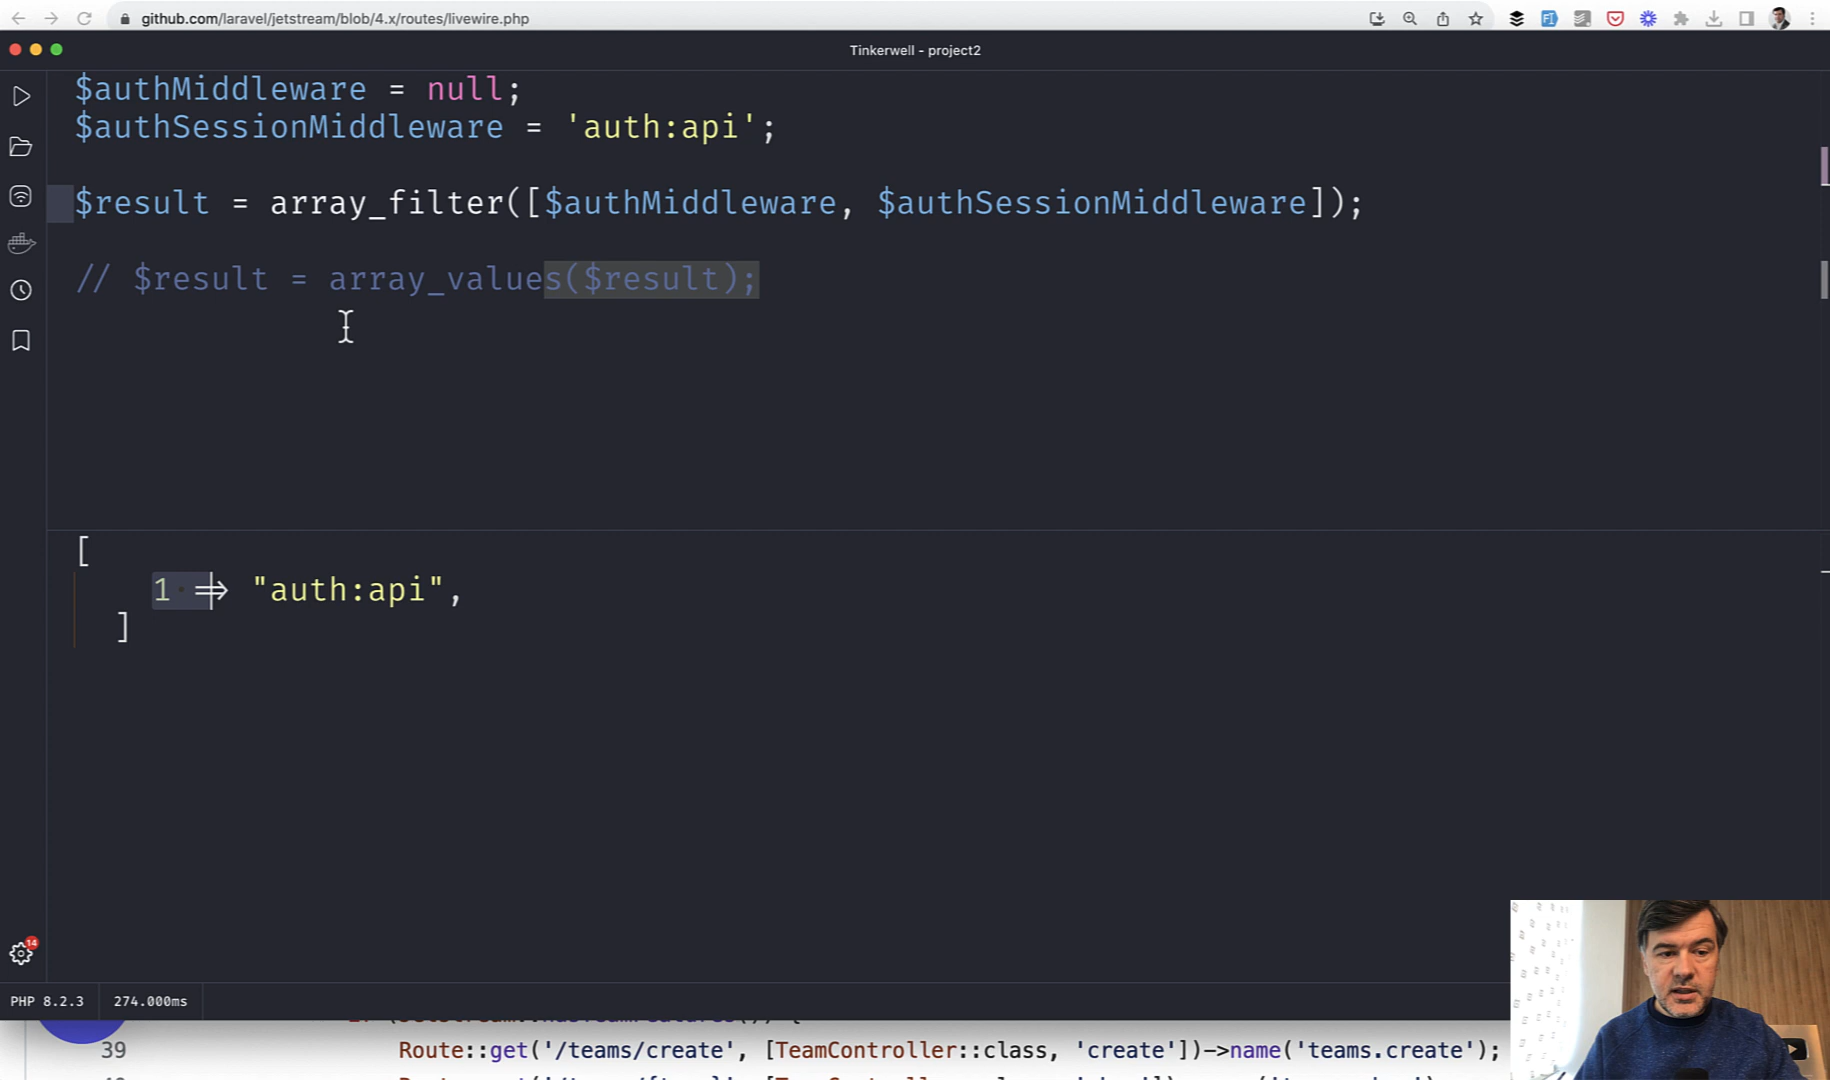 github.com/laravel/jetstream/blob/4.x/routes/livewire.php
Tinkerwell - project2
$authMiddleware = null;
$authSessionMiddleware = 'auth:api';
$result = array_filter([$authMiddleware, $authSessionMiddleware]);
// $result = array_values($result);
[
1 => "auth:api",
]
14
PHP 8.2.3
274.000ms
39 Route::get('/teams/create', [TeamController::class, 'create'])->name('teams.create');